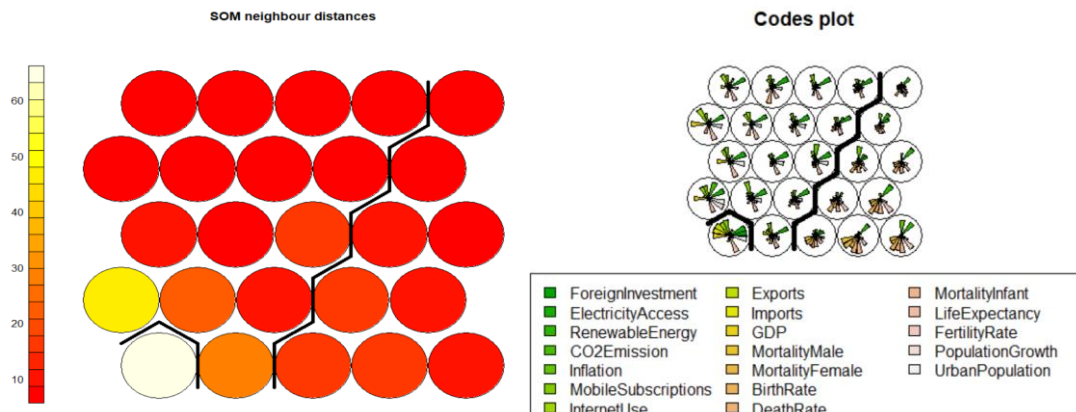 SOM neighbour distances
60
50
40
30
20
10
Codes plot
ForeignInvestment
ElectricityAccess
RenewableEnergy
CO2Emission
Inflation
MobileSubscriptions
InternetUse
Exports
Imports
GDP
MortalityMale
MortalityFemale
BirthRate
DeathRate
MortalityInfant
LifeExpectancy
FertilityRate
PopulationGrowth
UrbanPopulation